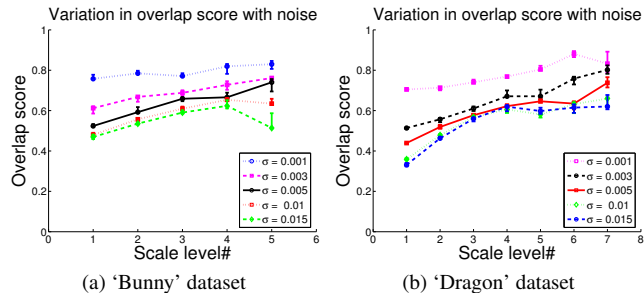 Variation in overlap score with noise
Overlap score
1
0.8
0.6
0.4
0.2
0
0 1 2 3 4 5 6
Scale level#
σ = 0.001
σ = 0.003
σ = 0.005
σ = 0.01
σ = 0.015
(a) ‘Bunny’ dataset
Variation in overlap score with noise
Overlap score
1
0.8
0.6
0.4
0.2
0
0 1 2 3 4 5 6 7 8
Scale level#
σ = 0.001
σ = 0.003
σ = 0.005
σ = 0.01
σ = 0.015
(b) ‘Dragon’ dataset